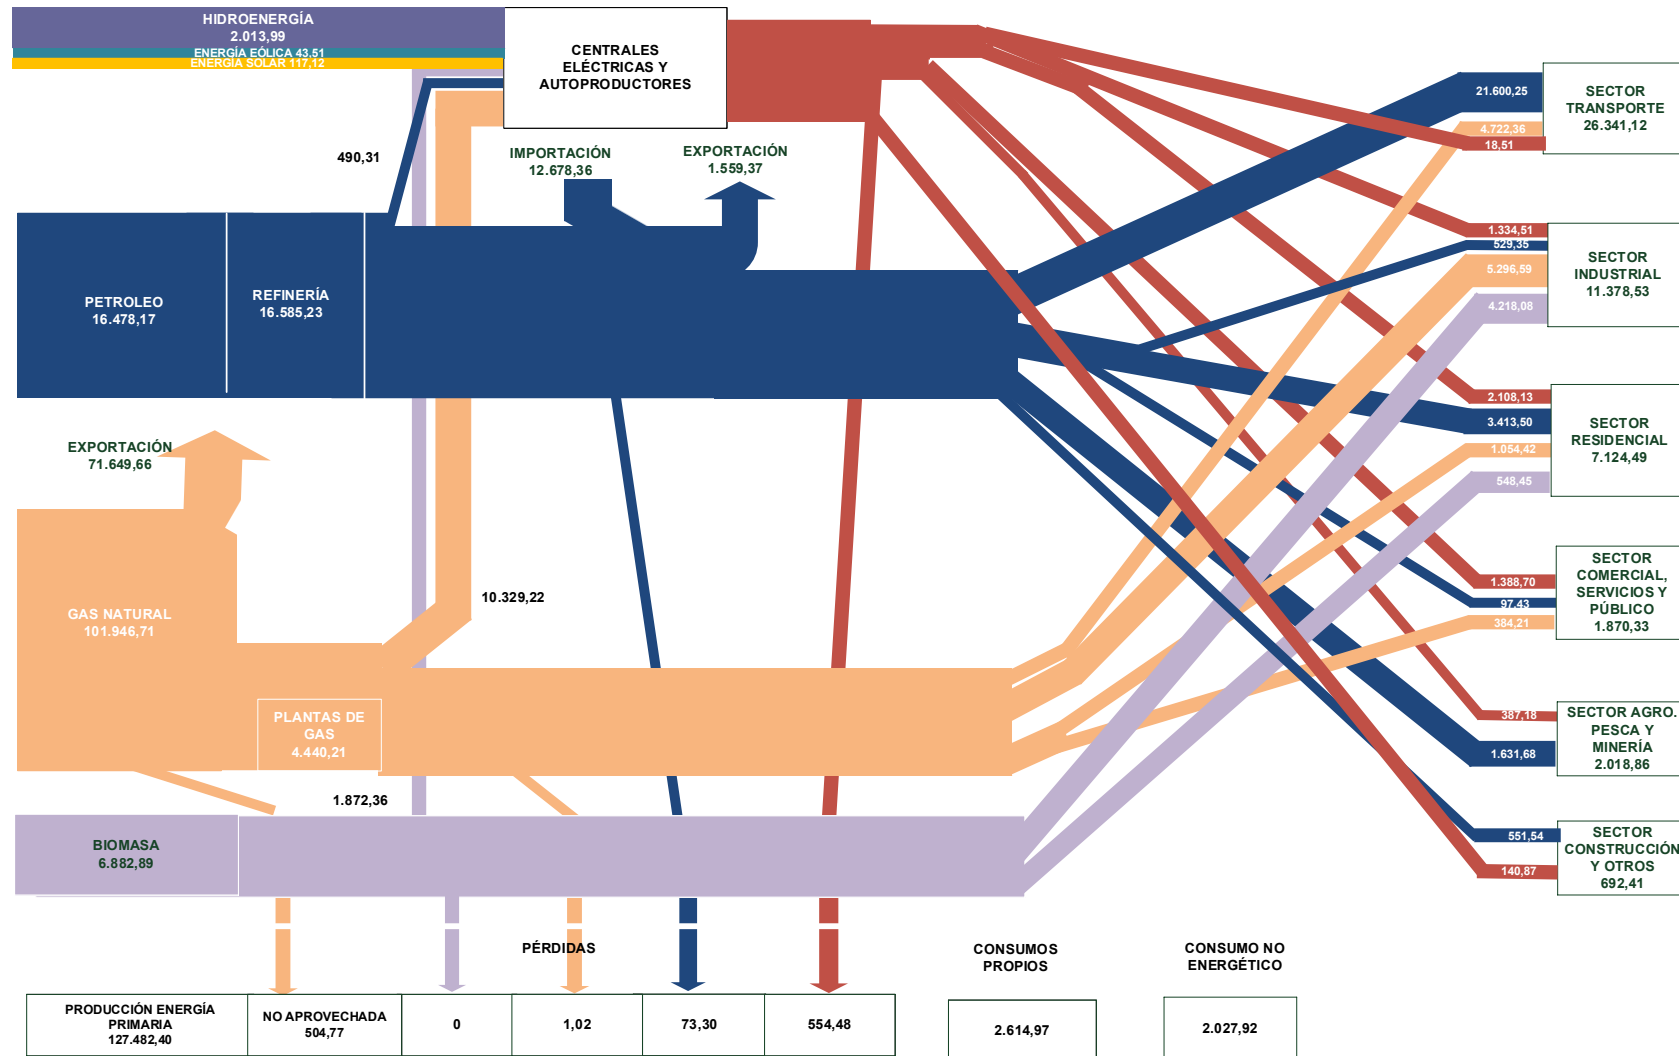 HIDROENERGÍA
2.013,99
ENERGÍA EÓLICA 43,51
ENERGÍA SOLAR 117,12
CENTRALES
ELÉCTRICAS Y
AUTOPRODUCTORES
490,31
IMPORTACIÓN
12.678,36
EXPORTACIÓN
1.559,37
PETROLEO
16.478,17
REFINERÍA
16.585,23
EXPORTACIÓN
71.649,66
GAS NATURAL
101.946,71
10.329,22
PLANTAS DE
GAS
4.440,21
1.872,36
BIOMASA
6.882,89
21.600,25
4.722,36
18,51
SECTOR
TRANSPORTE
26.341,12
1.334,51
529,35
5.296,59
4.218,08
SECTOR
INDUSTRIAL
11.378,53
2.108,13
3.413,50
1.054,42
548,45
SECTOR
RESIDENCIAL
7.124,49
1.388,70
97,43
384,21
SECTOR
COMERCIAL,
SERVICIOS Y
PÚBLICO
1.870,33
387,18
1.631,68
SECTOR AGRO.
PESCA Y
MINERÍA
2.018,86
551,54
140,87
SECTOR
CONSTRUCCIÓN
Y OTROS
692,41
PÉRDIDAS
PRODUCCIÓN ENERGÍA
PRIMARIA
127.482,40
NO APROVECHADA
504,77
0
1,02
73,30
554,48
CONSUMOS
PROPIOS
2.614,97
CONSUMO NO
ENERGÉTICO
2.027,92